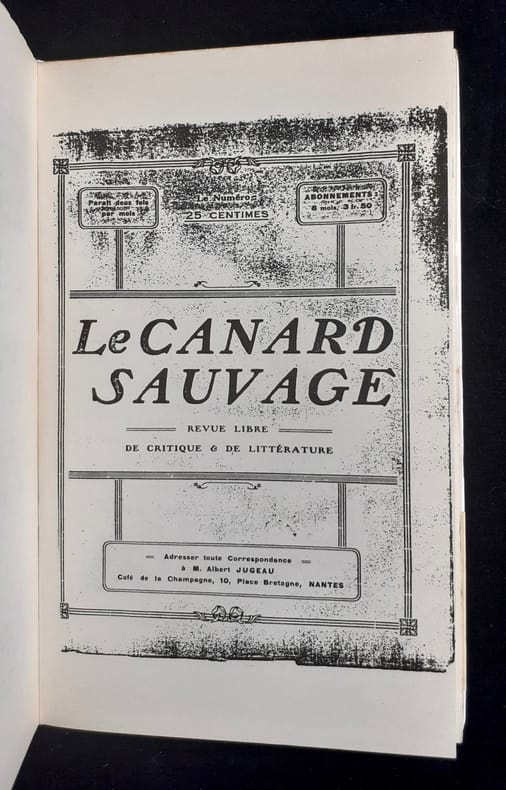 Parait deux fois
par mois
Le Numéro:
25 CENTIMES
ABONNEMENTS:
6 mois, 3 fr. 50
Le CANARD
SAUVAGE
REVUE LIBRE
DE CRITIQUE & DE LITTÉRATURE
Adresser toute Correspondance
à M. Albert JUGEAU
Café de la Champagne, 10, Place Bretagne, NANTES